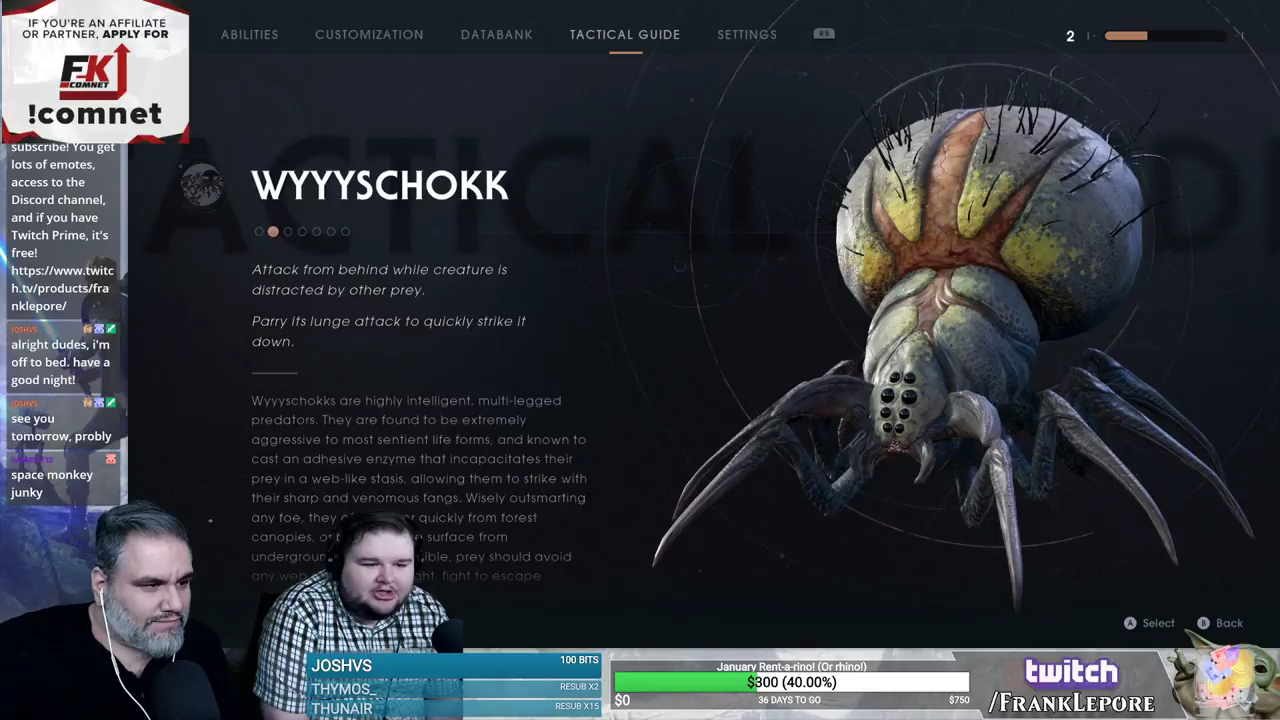 IF YOU'RE AN AFFILIATE
OR PARTNER, APPLY FOR
F-K
COMNET
!comnet
ABILITIES
CUSTOMIZATION
DATABANK
TACTICAL GUIDE
SETTINGS
RB
2
subscribe! You get
lots of emotes,
access to the
Discord channel,
and if you have
Twitch Prime, it's
free!
https://www.twitc
h.tv/products/fra
nklepore/
JOSHVS
alright dudes, i'm
off to bed. have a
good night!
JOSHVS
see you
tomorrow, probly
space monkey
junky
WYYYSCHOKK
Attack from behind while creature is
distracted by other prey.
Parry its lunge attack to quickly strike it
down.
Wyyyschokks are highly intelligent, multi-legged
predators. They are found to be extremely
aggressive to most sentient life forms, and known to
cast an adhesive enzyme that incapacitates their
prey in a web-like stasis, allowing them to strike with
their sharp and venomous fangs. Wisely outsmarting
any foe, they quickly from forest
canopies, surface from
prey should avoid
any web fight to escape
A Select
B Back
JOSHVS
100 BITS
THYMOS_
RESUB X2
THUNAIR
RESUB X15
January Rent-a-rino! (Or rhino!)
$300 (40.00%)
$0
36 DAYS TO GO
$750
twitch
/FRANKLEPORE